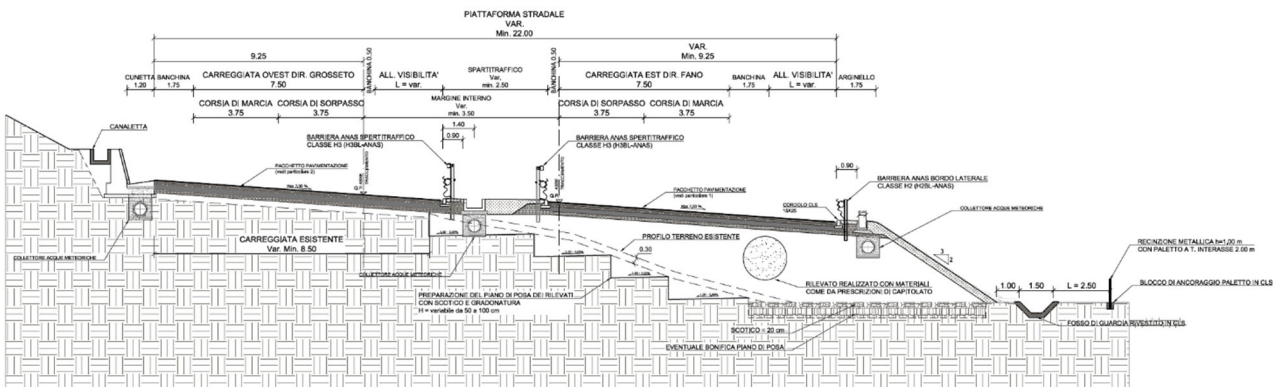 PIATTAFORMA STRADALE
VAR.
Min. 22.00
9.25
BANCHINA 0.50
BANCHINA 0.50
VAR.
Min. 9.25
CUNETTA
1.20
BANCHINA
1.75
CARREGGIATA OVEST DIR. GROSSETO
7.50
ALL. VISIBILITA'
L = var.
SPARTITRAFFICO
Var.
min. 2.50
CARREGGIATA EST DIR. FANO
7.50
BANCHINA
1.75
ALL. VISIBILITA'
L = var.
ARGINELLO
1.75
CORSIA DI MARCIA
3.75
CORSIA DI SORPASSO
3.75
MARGINE INTERNO
Var.
min. 3.50
CORSIA DI SORPASSO
3.75
CORSIA DI MARCIA
3.75
1.40
0.90
CANALETTA
BARRIERA ANAS SPERTITRAFFICO
CLASSE H3 (H3BL-ANAS)
BARRIERA ANAS SPERTITRAFFICO
CLASSE H3 (H3BL-ANAS)
0.90
PACCHETTO PAVIMENTAZIONE
(vedi particolare 2)
BARRIERA ANAS BORDO LATERALE
CLASSE H2 (H2BL-ANAS)
PACCHETTO PAVIMENTAZIONE
(vedi particolare 1)
CORDOLO CLS
COLLETTORE ACQUE METEORICHE
CARREGGIATA ESISTENTE
Var. Min. 8.50
PROFILO TERRENO ESISTENTE
0.30
3
2
COLLETTORE ACQUE METEORICHE
COLLETTORE ACQUE METEORICHE
RECINZIONE METALLICA h=1,00 m
CON PALETTO A T. INTERASSE 2.00 m
RILEVATO REALIZZATO CON MATERIALI
COME DA PRESCRIZIONI DI CAPITOLATO
1.00
1.50
L = 2.50
BLOCCO DI ANCORAGGIO PALETTO IN CLS
PREPARAZIONE DEL PIANO DI POSA DEI RILEVATI
CON SCOTICO E GRADONATURA
H = variabile da 50 a 100 cm
SCOTICO = 20 cm
FOSSO DI GUARDIA RIVESTITO IN CLS
EVENTUALE BONIFICA PIANO DI POSA